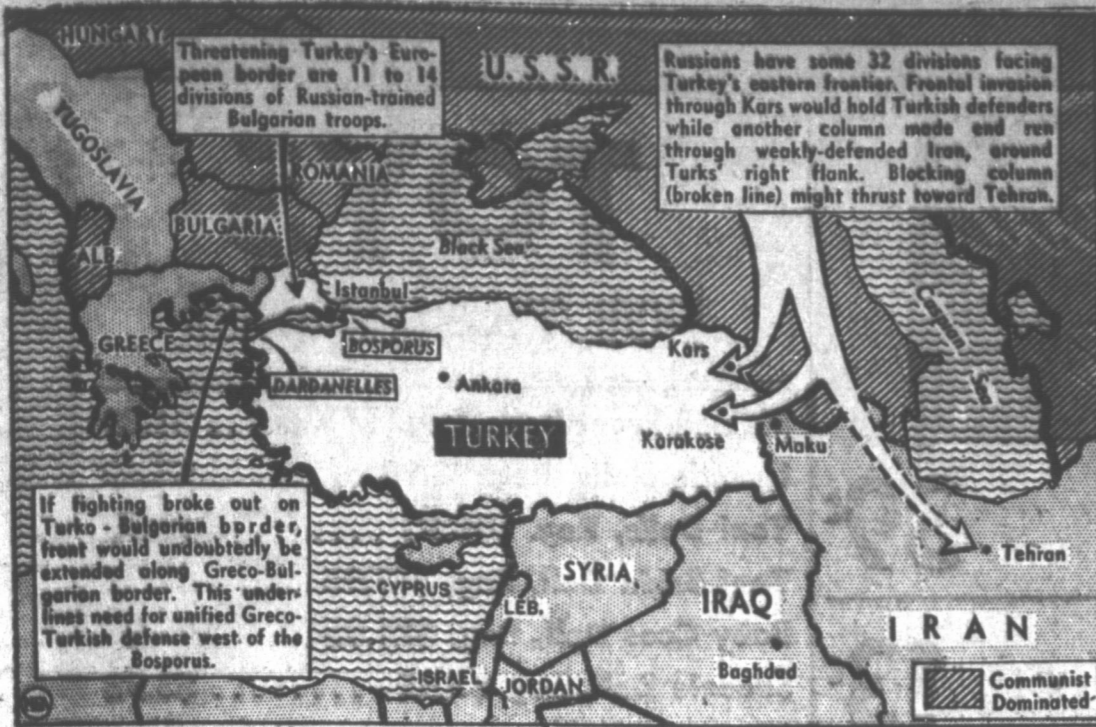 HUNGARY
Threatening Turkey's Euro-
pean border are 11 to 14
divisions of Russian-trained
Bulgarian troops.
U. S. S. R.
Russians have some 32 divisions facing
Turkey's eastern frontier. Frontal invasion
through Kars would hold Turkish defenders
while another column made end run
through weakly-defended Iran, around
Turks' right flank. Blocking column
(broken line) might thrust toward Tehran.
YUGOSLAVIA
ROMANIA
BULGARIA
ALB.
Black Sea
Caspian Sea
Istanbul
GREECE
BOSPORUS
DARDANELLES
Ankara
TURKEY
Kars
Karakose
Maku
If fighting broke out on
Turko-Bulgarian border,
front would undoubtedly be
extended along Greco-Bul-
garian border. This under-
lines need for unified Greco-
Turkish defense west of the
Bosporus.
CYPRUS
SYRIA
LEB.
IRAQ
Tehran
IRAN
Baghdad
ISRAEL
JORDAN
Communist
Dominated